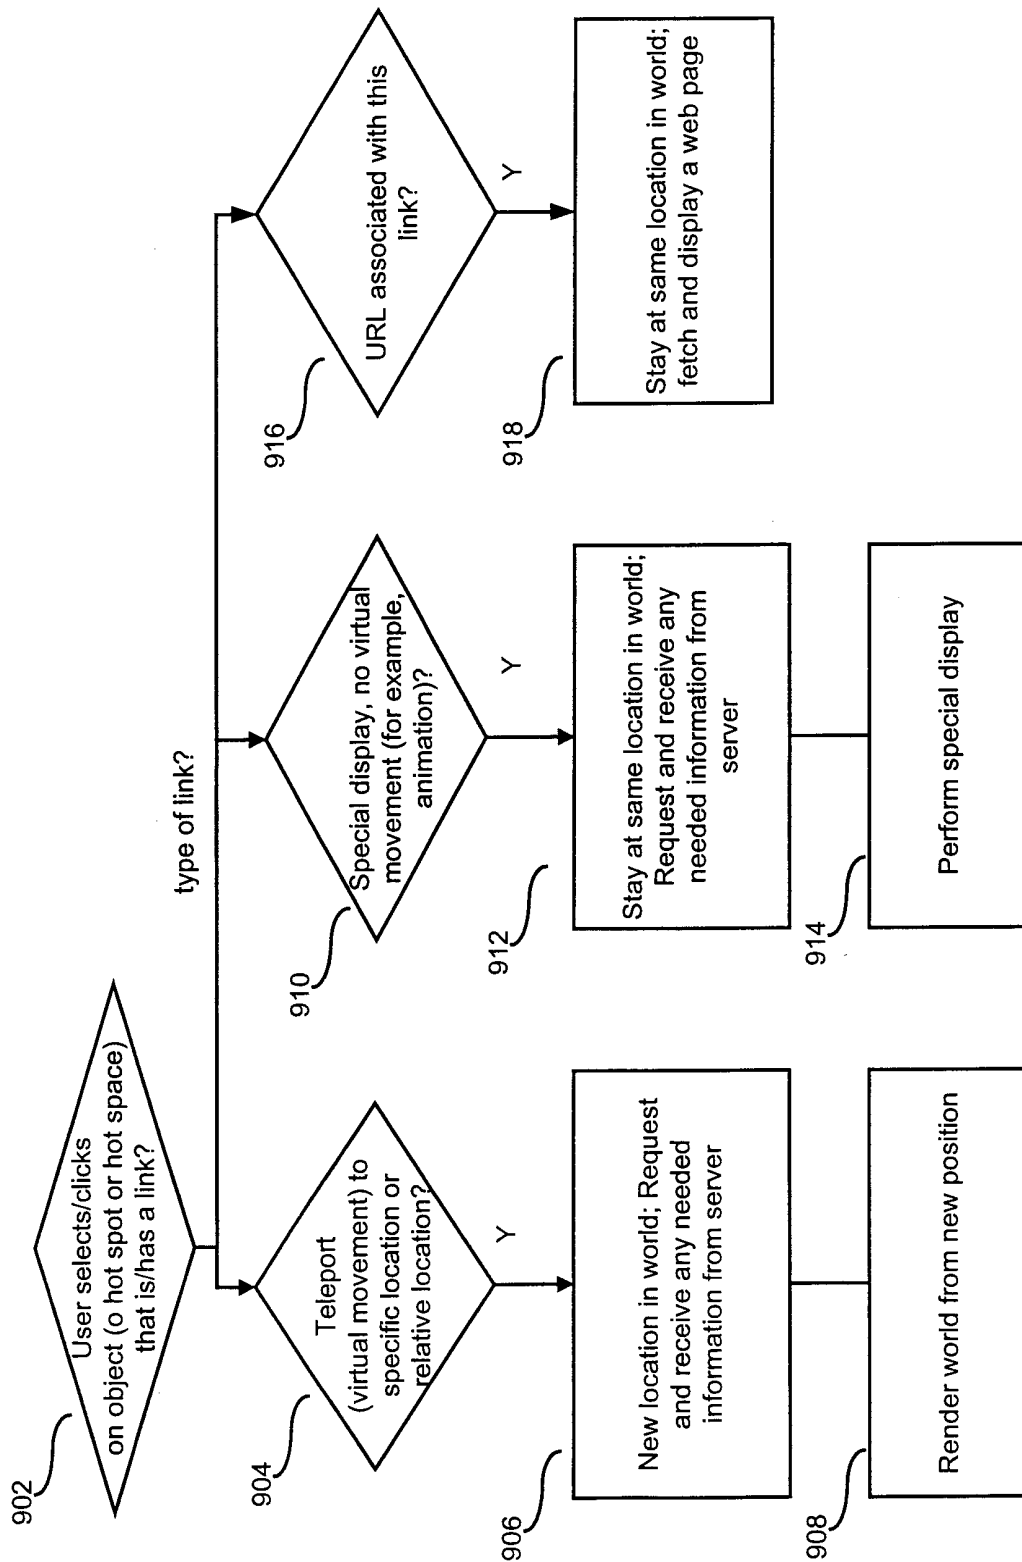 902
User selects/clicks
on object (o hot spot or hot space)
that is/has a link?
type of link?
904
Teleport
(virtual movement) to
specific location or
relative location?
Y
906
New location in world; Request
and receive any needed
information from server
908
Render world from new position
910
Special display, no virtual
movement (for example,
animation)?
Y
912
Stay at same location in world;
Request and receive any
needed information from
server
914
Perform special display
916
URL associated with this
link?
Y
918
Stay at same location in world;
fetch and display a web page